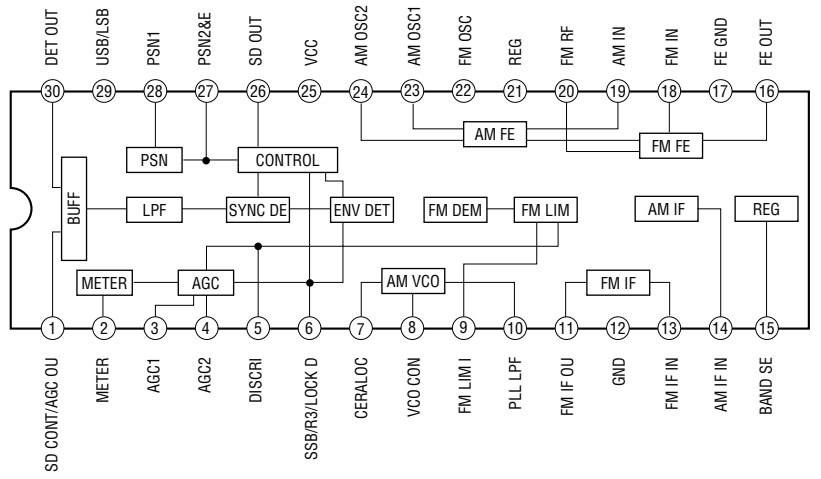 DET OUT
USB/LSB
PSN1
PSN2&E
SD OUT
VCC
AM OSC2
AM OSC1
FM OSC
REG
FM RF
AM IN
FM IN
FE GND
FE OUT
30 29 28 27 26 25 24 23 22 21 20 19 18 17 16
AM FE
FM FE
PSN
CONTROL
BUFF
LPF
SYNC DE
ENV DET
FM DEM
FM LIM
AM IF
REG
METER
AGC
AM VCO
FM IF
1 2 3 4 5 6 7 8 9 10 11 12 13 14 15
SD CONT/AGC OU
METER
AGC1
AGC2
DISCRI
SSB/R3/LOCK D
CERALOC
VCO CON
FM LIM I
PLL LPF
FM IF OU
GND
FM IF IN
AM IF IN
BAND SE